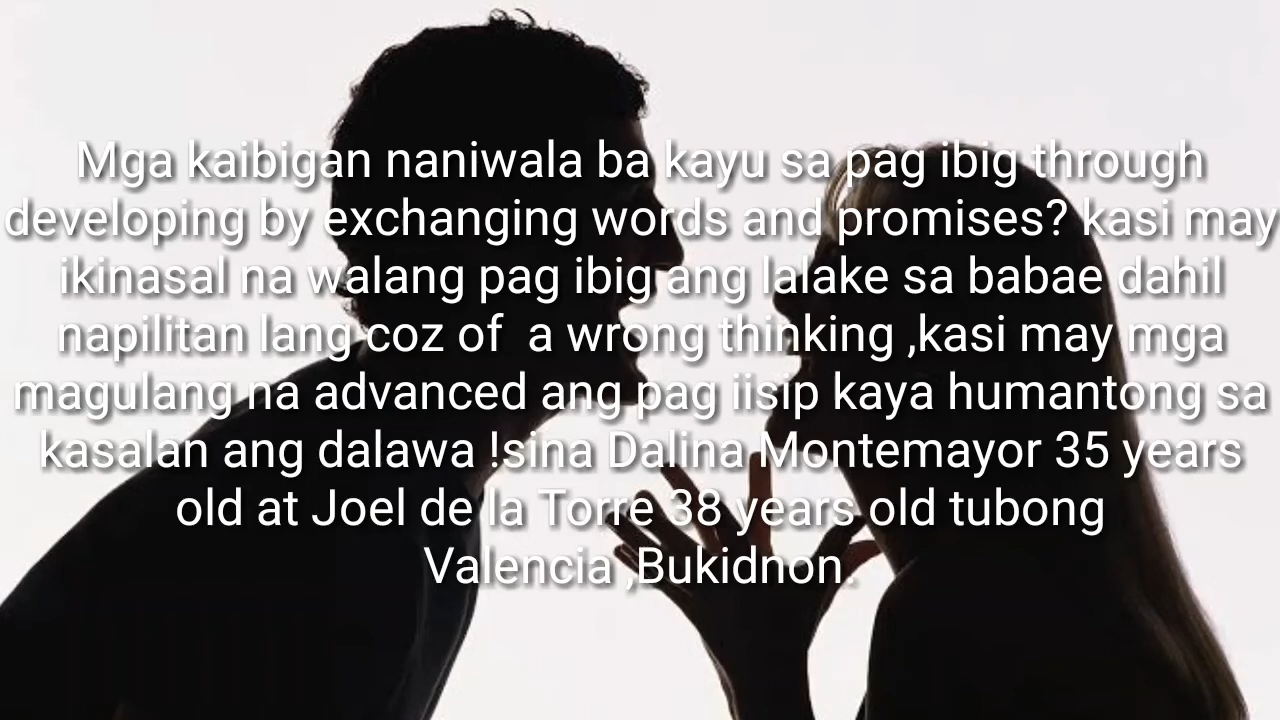 Mga kaibigan naniwala ba kayu sa pag ibig through
developing by exchanging words and promises? kasi may
ikinasal na walang pag ibig ang lalake sa babae dahil
napilitan lang coz of  a wrong thinking ,kasi may mga
magulang na advanced ang pag iisip kaya humantong sa
kasalan ang dalawa !sina Dalina Montemayor 35 years
old at Joel de la Torre 38 years old tubong
Valencia ,Bukidnon.